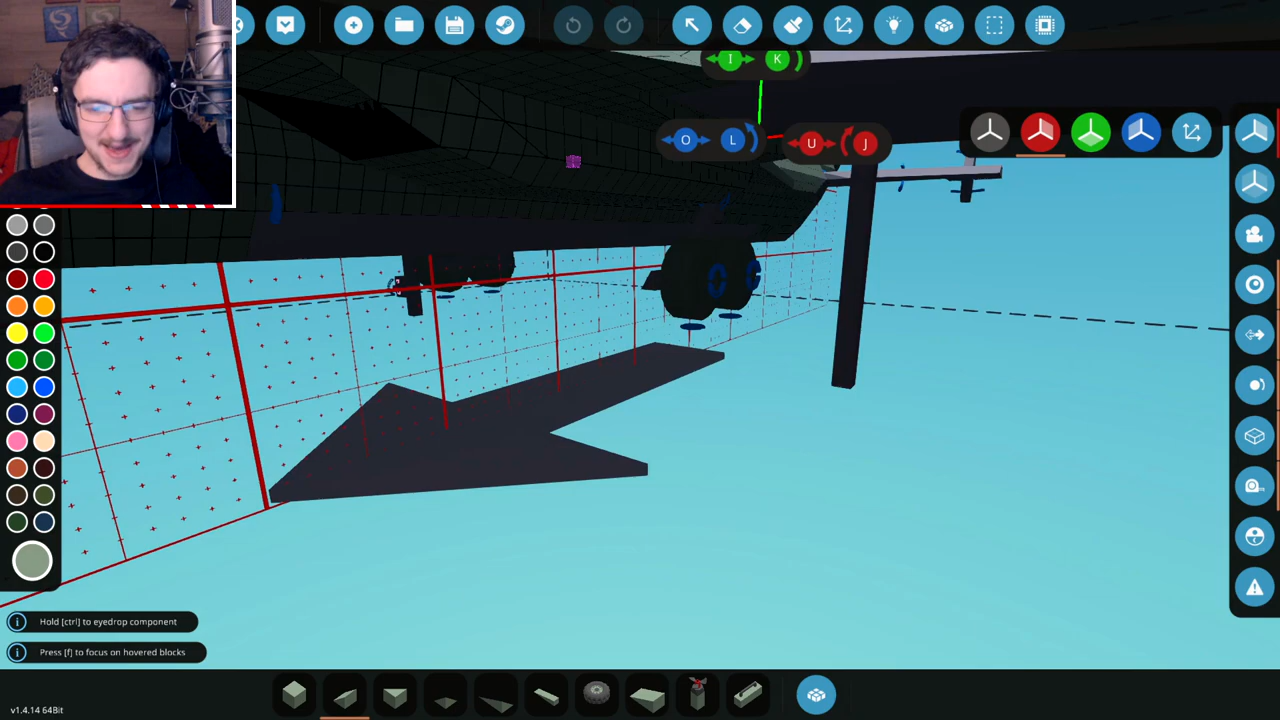 I K
O L U J
Hold [ctrl] to eyedrop component
Press [f] to focus on hovered blocks
v1.4.14 64Bit